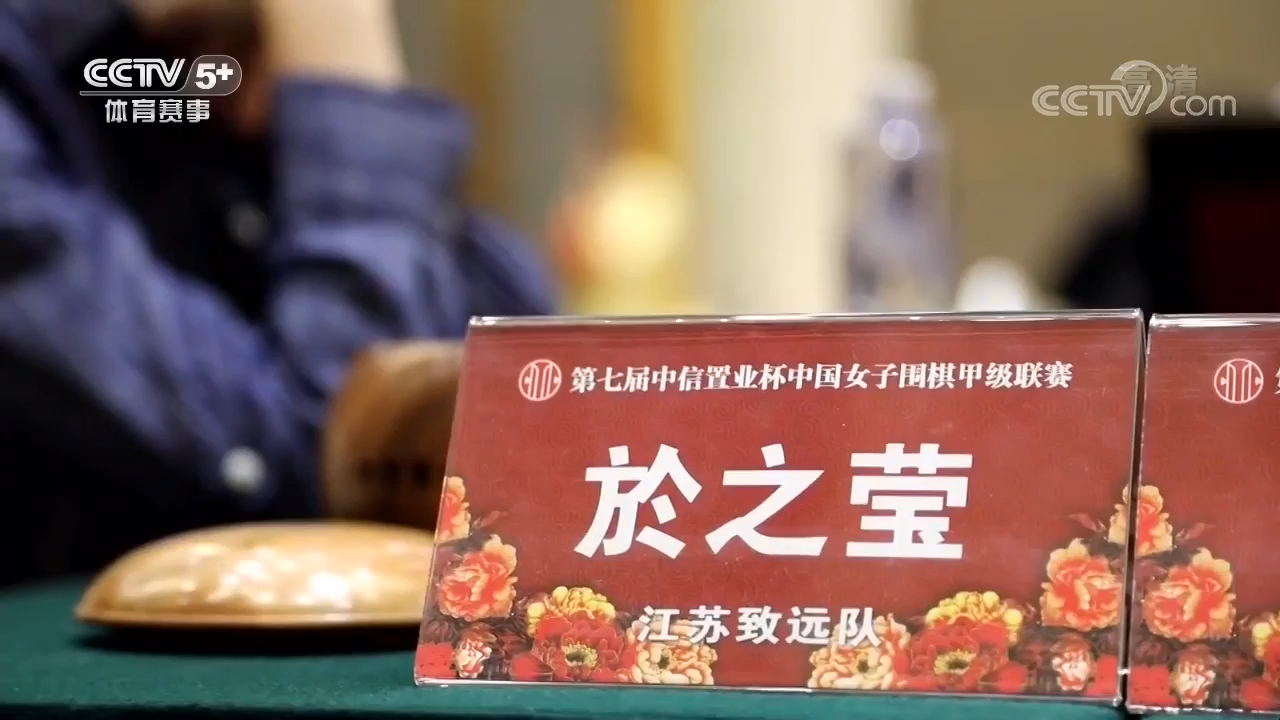 CCTV 5+
体育赛事
高清
CCTV.com
第七届中信置业杯中国女子围棋甲级联赛
於之莹
江苏致远队